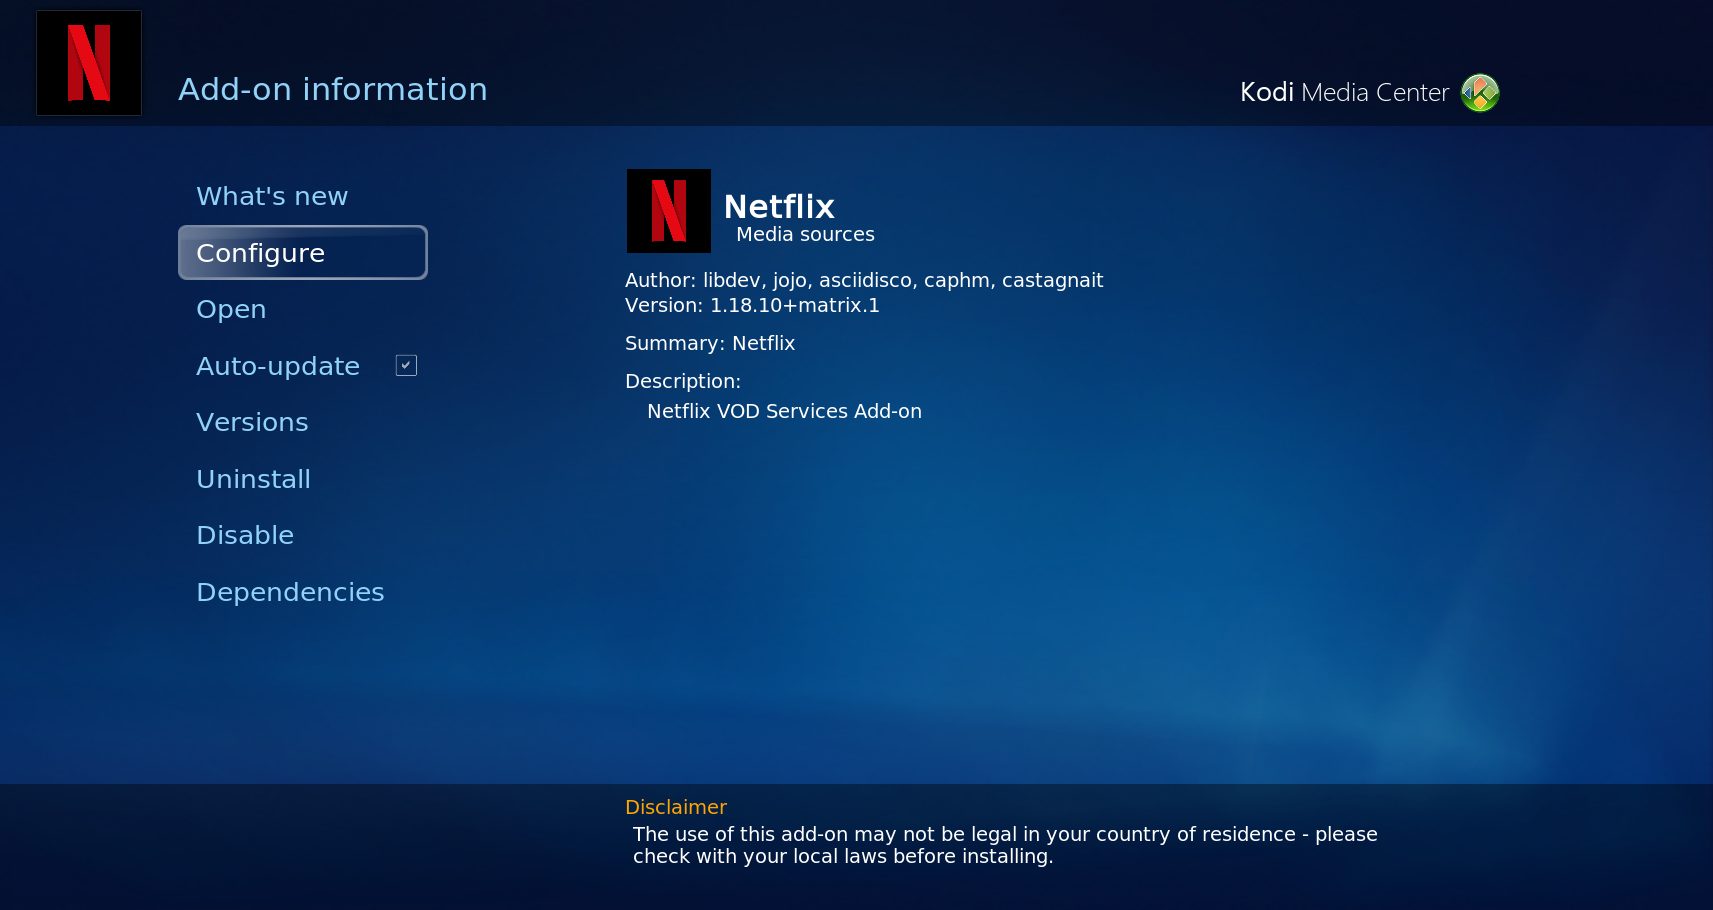 Add-on information
Kodi Media Center
What's new
Configure
Open
Auto-update
Versions
Uninstall
Disable
Dependencies
Netflix
Media sources
Author: libdev, jojo, asciidisco, caphm, castagnait
Version: 1.18.10+matrix.1
Summary: Netflix
Description:
Netflix VOD Services Add-on
Disclaimer
The use of this add-on may not be legal in your country of residence - please
check with your local laws before installing.